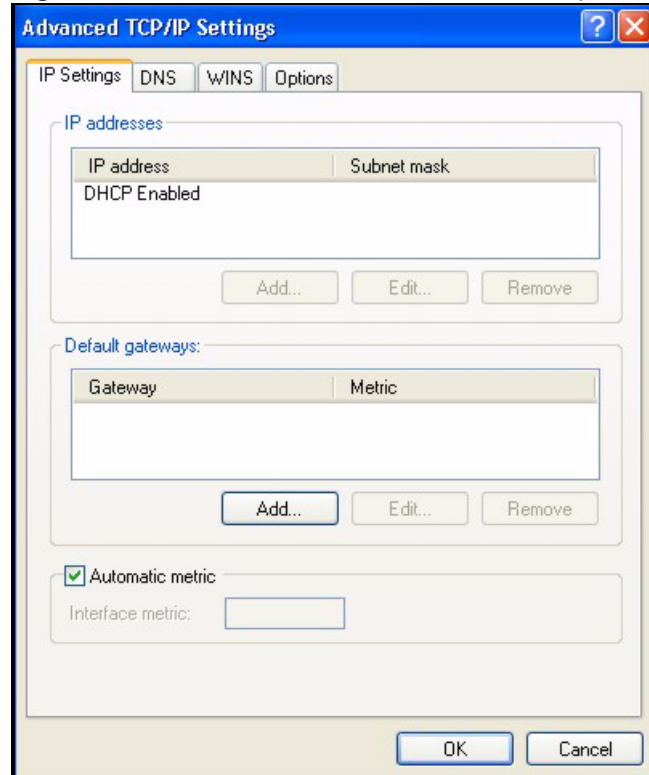 Advanced TCP/IP Settings
IP Settings DNS WINS Options
IP addresses
IP address Subnet mask
DHCP Enabled
Add... Edit... Remove
Default gateways:
Gateway Metric
Add... Edit... Remove
Automatic metric
Interface metric:
OK Cancel